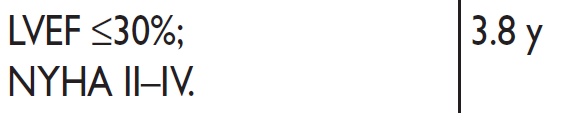 LVEF ≤30%;
NYHA II–IV.
3.8 y